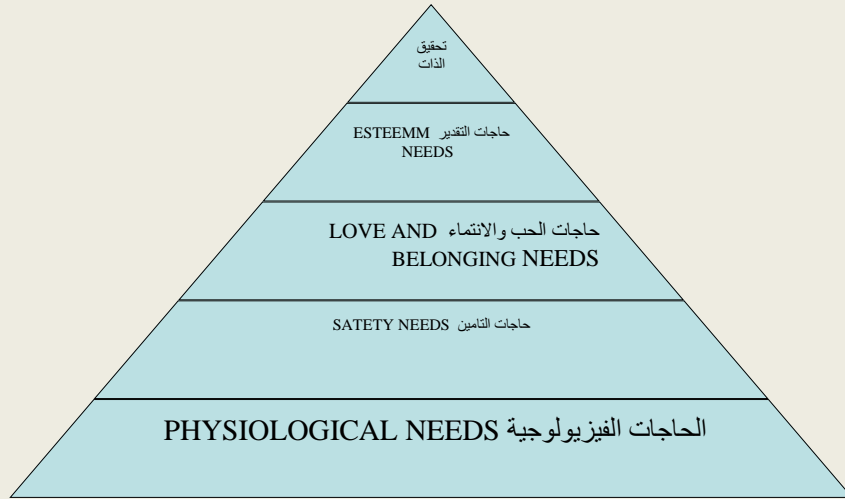 تحقيق
الذات
حاجات التقدير ESTEEMM
NEEDS
حاجات الحب والانتماء LOVE AND
BELONGING NEEDS
حاجات التامين SATETY NEEDS
الحاجات الفيزيولوجية PHYSIOLOGICAL NEEDS